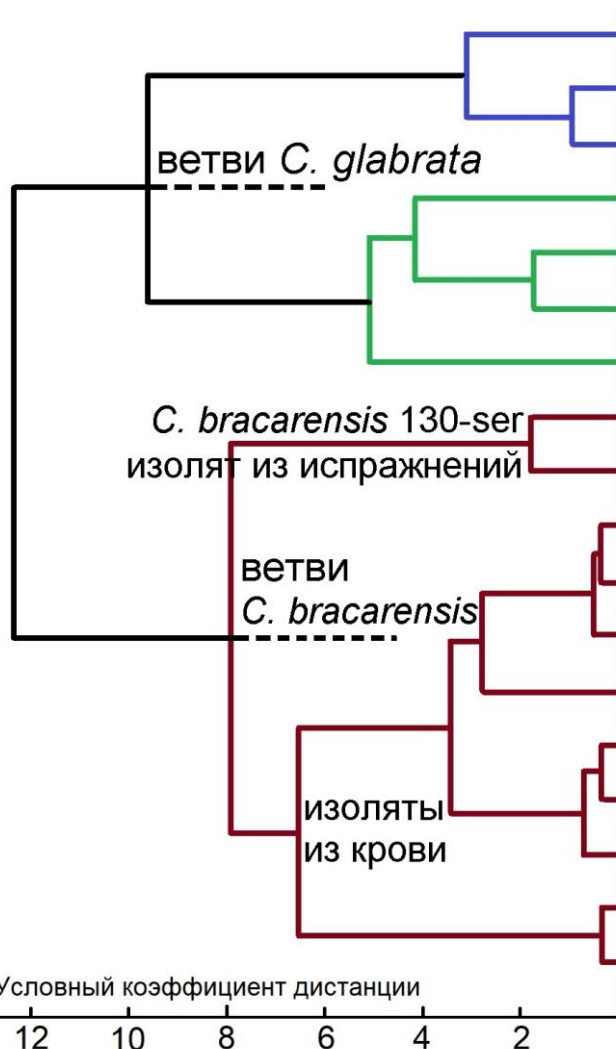 ветви C. glabrata
C. bracarensis 130-ser
изолят из испражнений
ветви
C. bracarensis
изоляты
из крови
Условный коэффициент дистанции
12 10 8 6 4 2